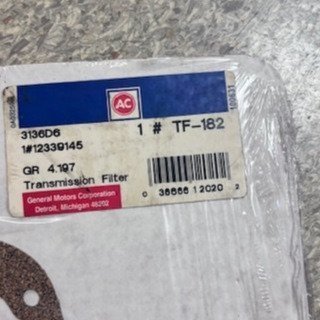 AC
3136D6
1 # TF-182
1#12339145
GR 4.197
Transmission Filter
General Motors Corporation
Detroit, Michigan 48202
0 36666 12020 2